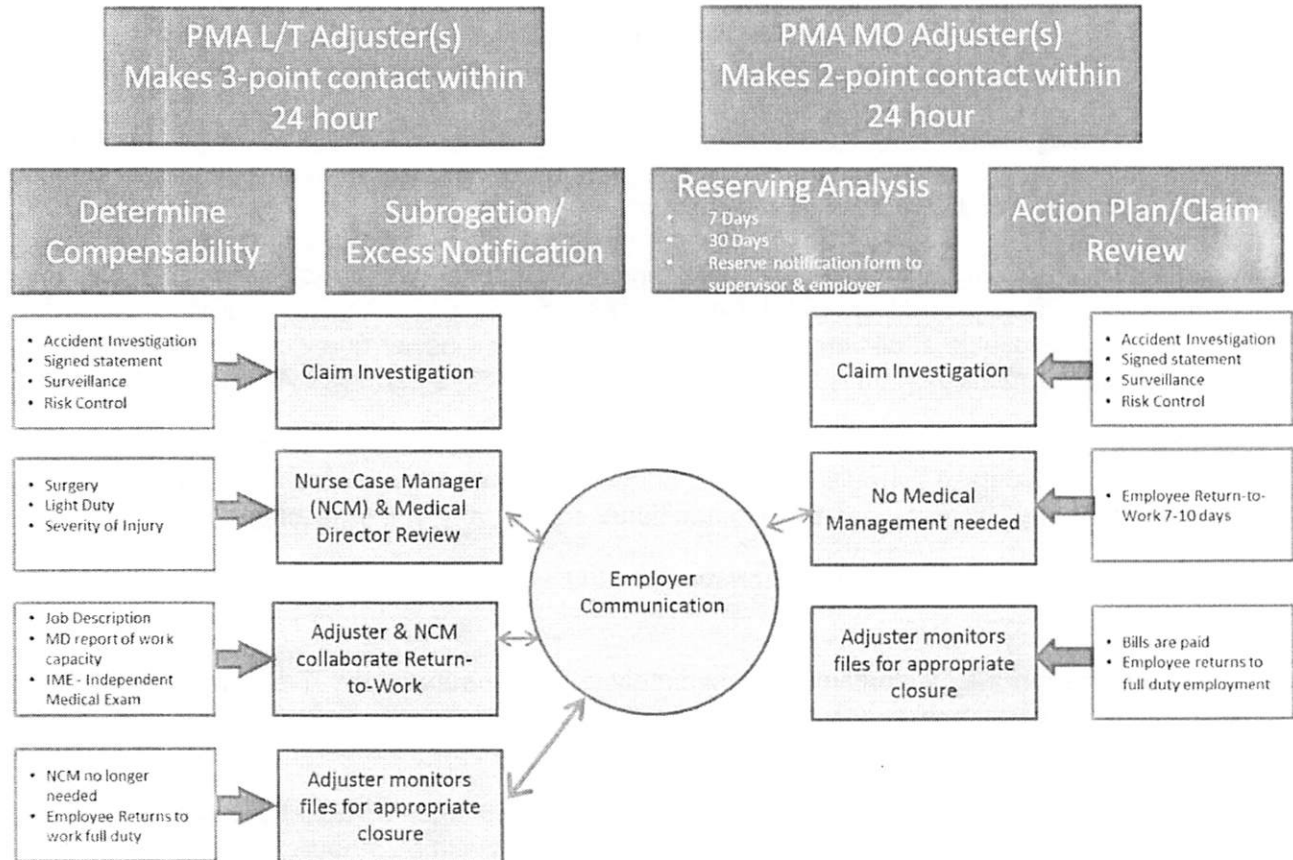 PMA L/T Adjuster(s)
Makes 3-point contact within
24 hour
PMA MO Adjuster(s)
Makes 2-point contact within
24 hour
Determine
Compensability
Subrogation/
Excess Notification
Reserving Analysis
• 7 Days
• 30 Days
• Reserve notification form to
supervisor & employer
Action Plan/Claim
Review
• Accident Investigation
• Signed statement
• Surveillance
• Risk Control
Claim Investigation
Claim Investigation
• Accident Investigation
• Signed statement
• Surveillance
• Risk Control
• Surgery
• Light Duty
• Severity of Injury
Nurse Case Manager
(NCM) & Medical
Director Review
Employer
Communication
No Medical
Management needed
• Employee Return-to-
Work 7-10 days
• Job Description
• MD report of work
capacity
• IME - Independent
Medical Exam
Adjuster & NCM
collaborate Return-
to-Work
Adjuster monitors
files for appropriate
closure
• Bills are paid
• Employee returns to
full duty employment
• NCM no longer
needed
• Employee Returns to
work full duty
Adjuster monitors
files for appropriate
closure